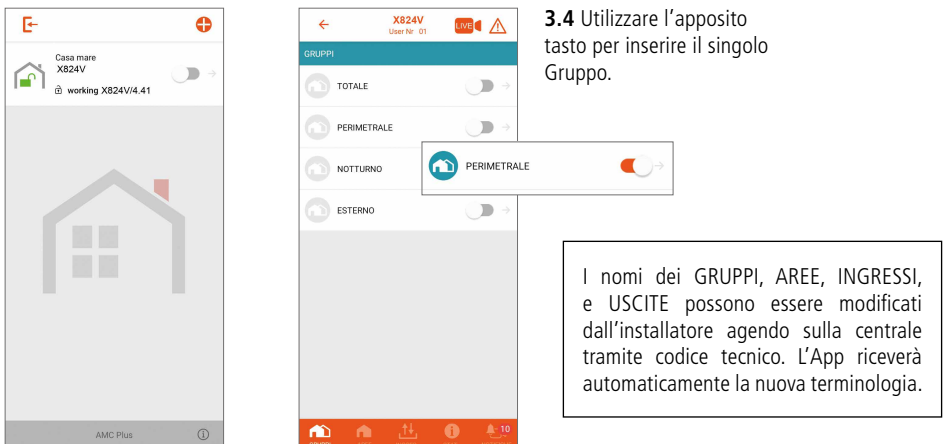 Casa mare
X824V
working X824V/4.41
AMC Plus
X824V
User Nr 01
LIVE
GRUPPI
TOTALE
PERIMETRALE
NOTTURNO
PERIMETRALE
ESTERNO
10
3.4 Utilizzare l'apposito
tasto per inserire il singolo
Gruppo.
I nomi dei GRUPPI, AREE, INGRESSI,
e USCITE possono essere modificati
dall'installatore agendo sulla centrale
tramite codice tecnico. L'App riceverà
automaticamente la nuova terminologia.